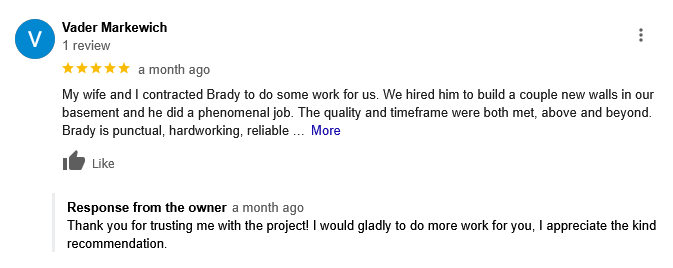 V
Vader Markewich
1 review
a month ago
My wife and I contracted Brady to do some work for us. We hired him to build a couple new walls in our
basement and he did a phenomenal job. The quality and timeframe were both met, above and beyond.
Brady is punctual, hardworking, reliable … More
Like
Response from the owner a month ago
Thank you for trusting me with the project! I would gladly to do more work for you, I appreciate the kind
recommendation.